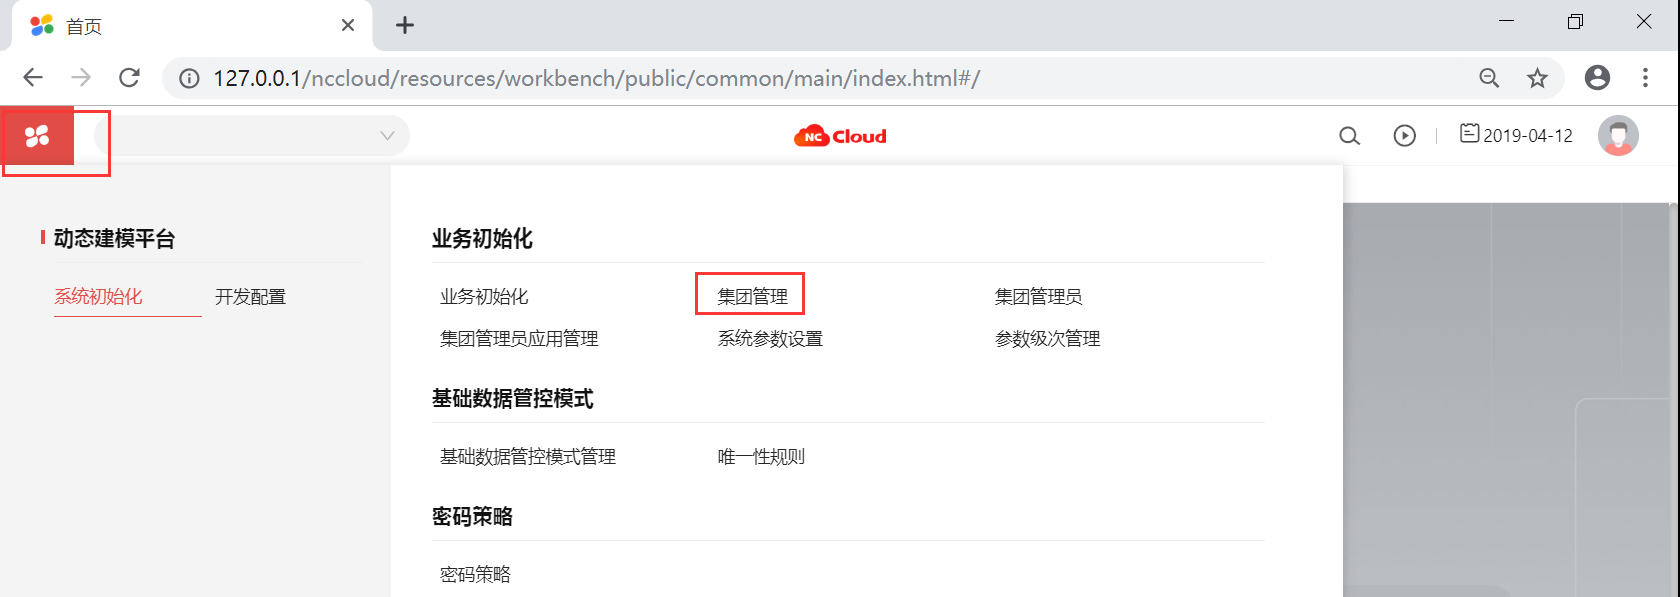 首页
127.0.0.1/nccloud/resources/workbench/public/common/main/index.html#/
NC Cloud
2019-04-12
动态建模平台
系统初始化 开发配置
业务初始化
业务初始化 集团管理 集团管理员
集团管理员应用管理 系统参数设置 参数级次管理
基础数据管控模式
基础数据管控模式管理 唯一性规则
密码策略
密码策略